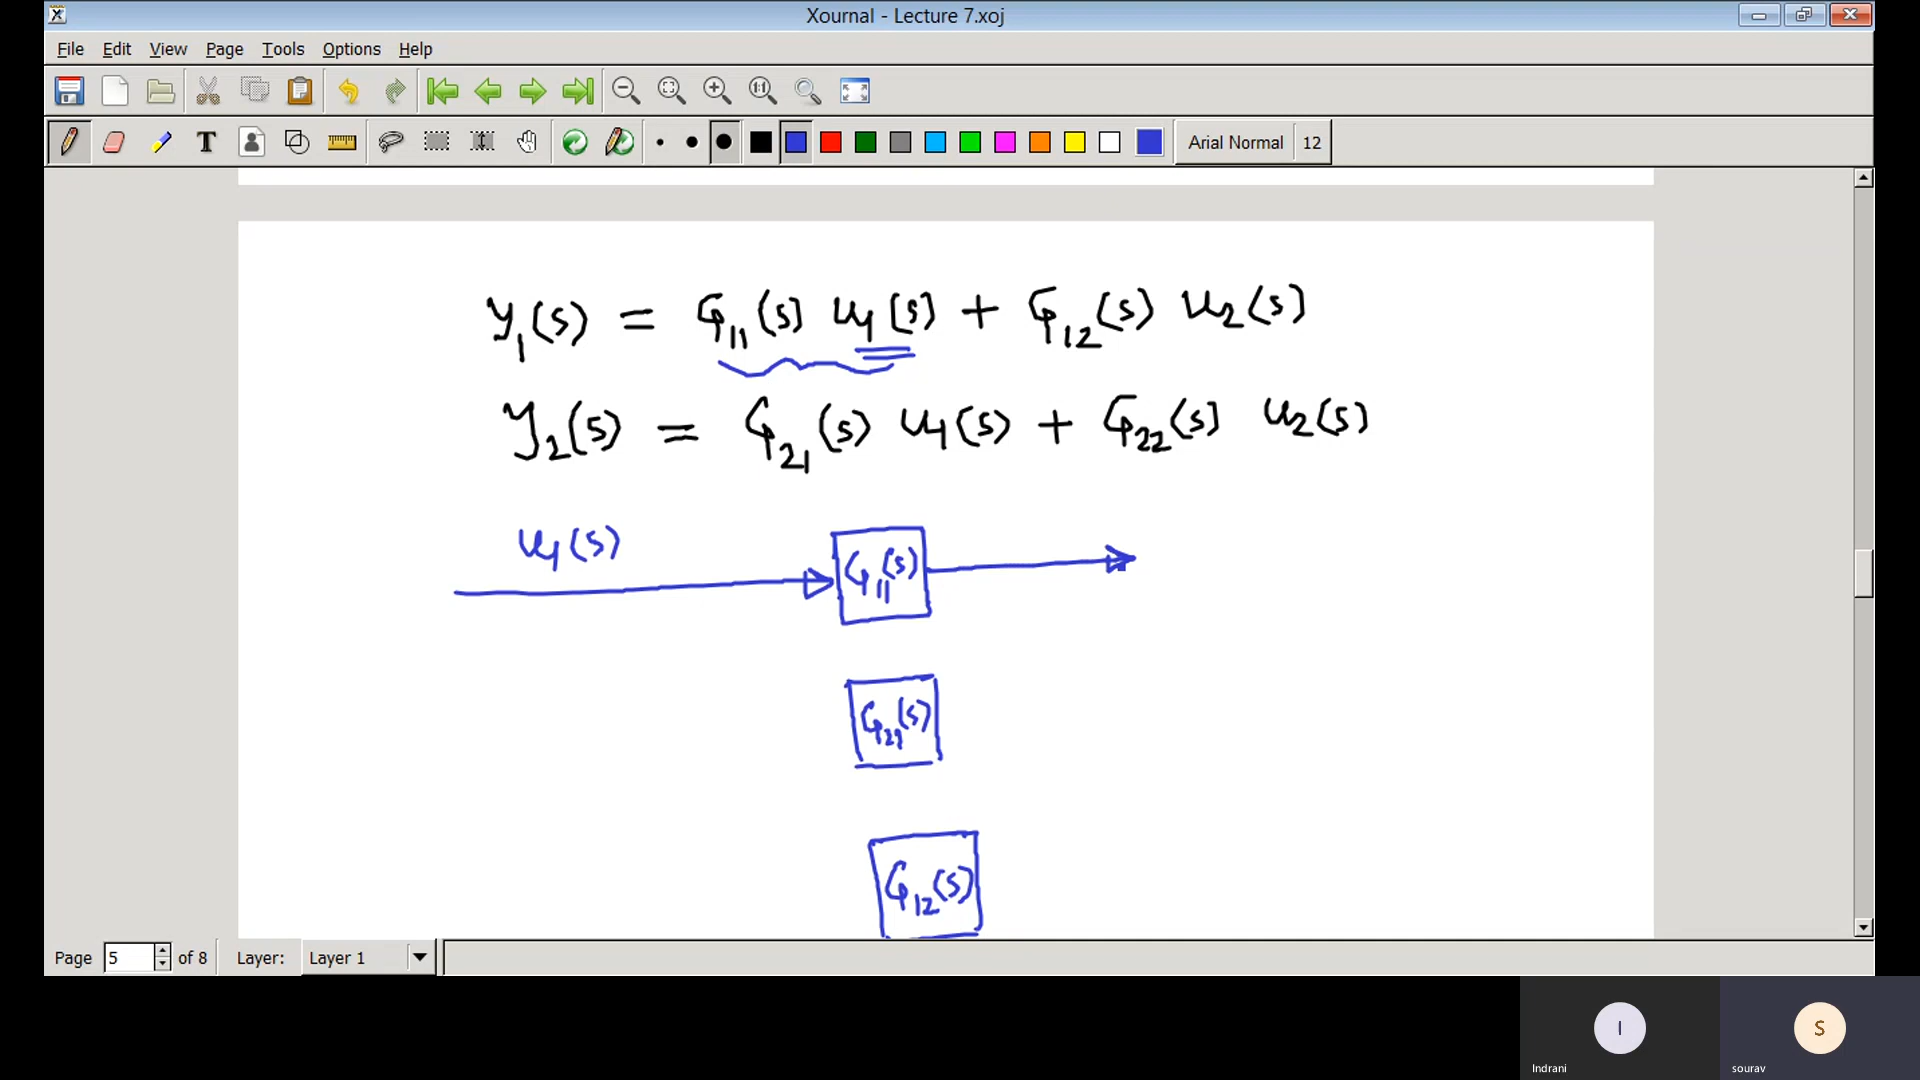 Xournal - Lecture 7.xoj
File Edit View Page Tools Options Help
Arial Normal 12
Y₁(s) = G₁₁(s) U₁(s) + G₁₂(s) U₂(s)
Y₂(s) = G₂₁(s) U₁(s) + G₂₂(s) U₂(s)
U₁(s)
G₁₁(s)
G₂₁(s)
G₁₂(s)
Page 5 of 8 Layer: Layer 1
I S
Indrani sourav